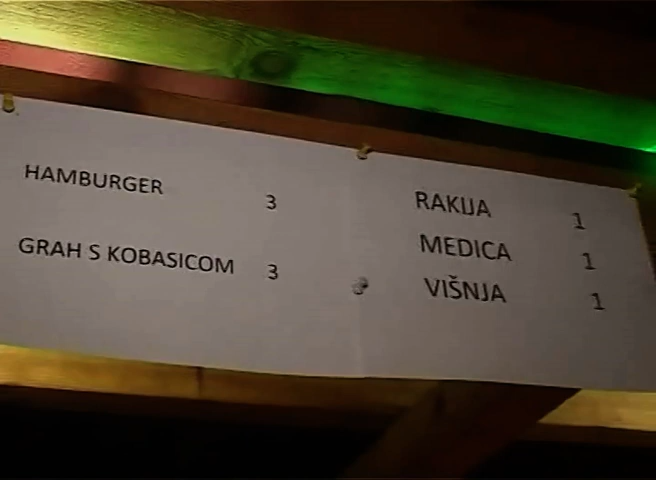 HAMBURGER 3
GRAH S KOBASICOM 3
RAKIJA 1
MEDICA 1
VIŠNJA 1